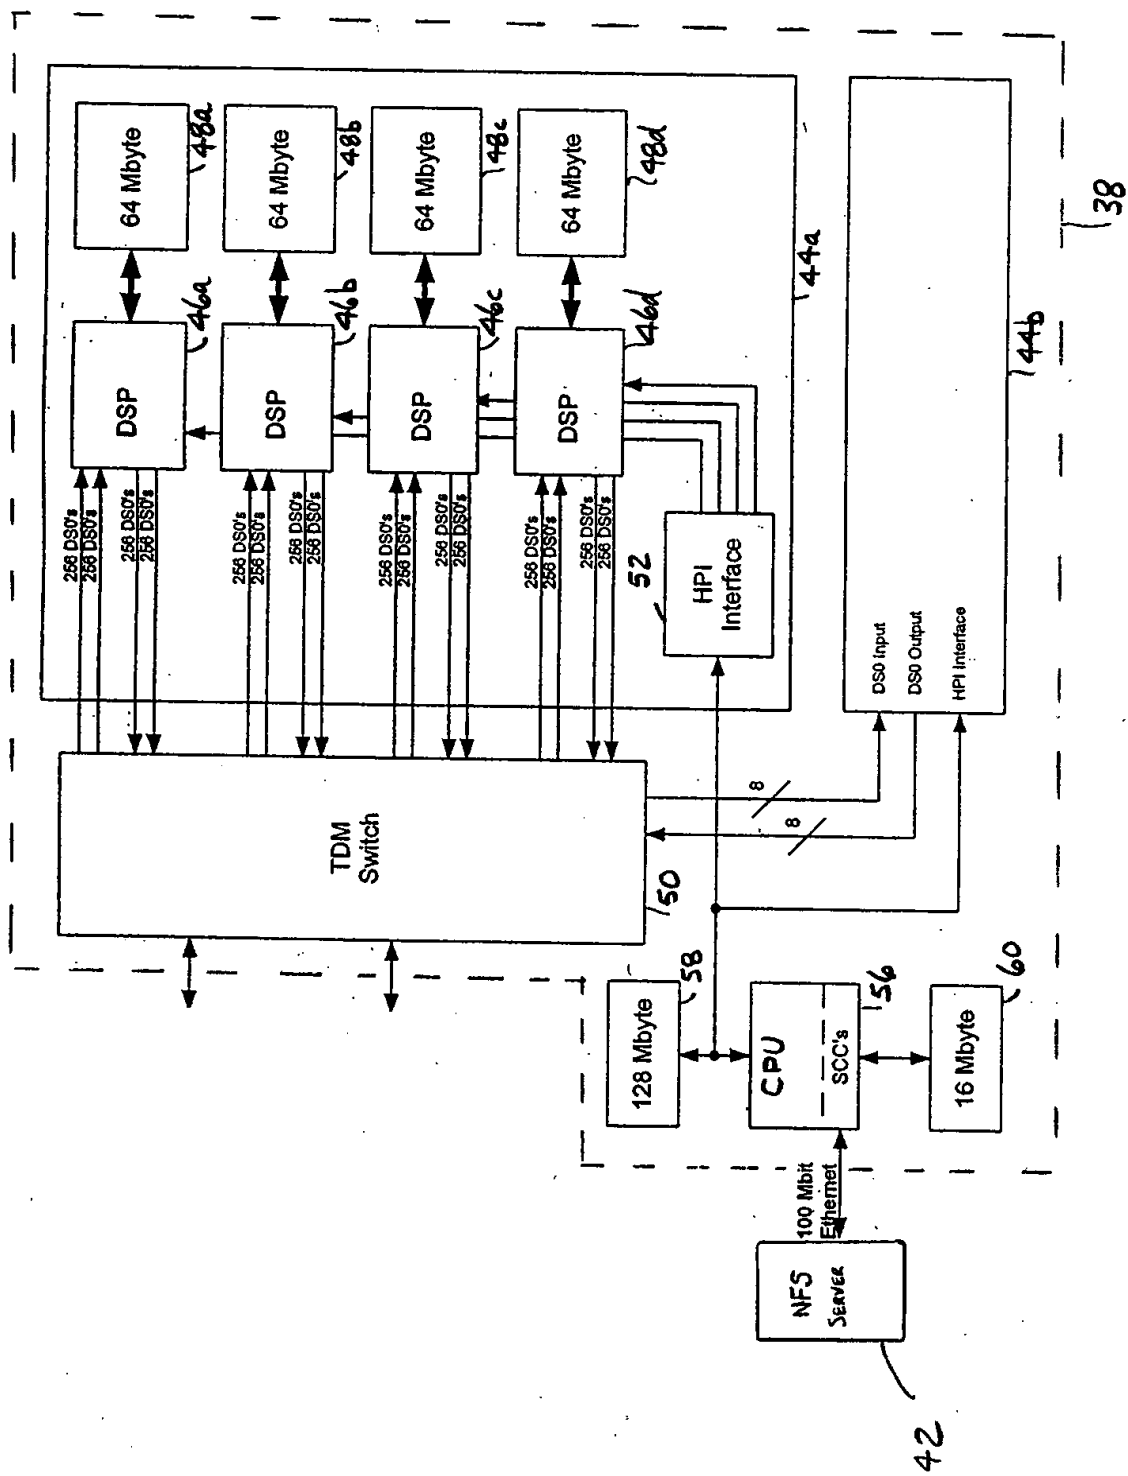 256 DS0's
256 DS0's
256 DS0's
256 DS0's
DSP
46a
64 Mbyte
48a
256 DS0's
256 DS0's
256 DS0's
256 DS0's
DSP
46b
64 Mbyte
48b
TDM
Switch
50
256 DS0's
256 DS0's
256 DS0's
256 DS0's
DSP
46c
64 Mbyte
48c
256 DS0's
256 DS0's
256 DS0's
256 DS0's
DSP
46d
64 Mbyte
48d
52
HPI
Interface
44a
128 Mbyte
58
8
8
NFS
SERVER
42
100 Mbit
Ethernet
CPU
SCC's
56
16 Mbyte
60
DS0 Input
DS0 Output
HPI Interface
44b
38